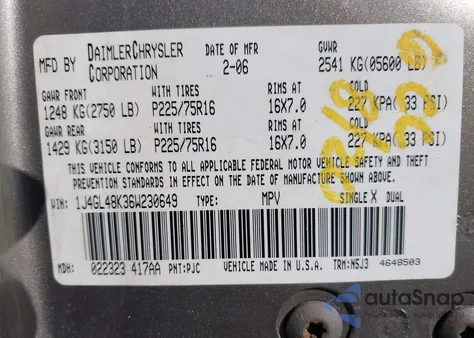 MFD BY DAIMLERCHRYSLER CORPORATION DATE OF MFR 2-06 GVWR 2541 KG(05600 LB)
GAWR FRONT WITH TIRES RIMS AT COLD
1248 KG(2750 LB) P225/75R16 16X7.0 227 KPA(33 PSI)
GAWR REAR WITH TIRES RIMS AT COLD
1429 KG(3150 LB) P225/75R16 16X7.0 227 KPA(33 PSI)
THIS VEHICLE CONFORMS TO ALL APPLICABLE FEDERAL MOTOR VEHICLE SAFETY AND
THEFT PREVENTION STANDARDS IN EFFECT ON THE DATE OF MANUFACTURE SHOWN ABOVE
VIN: 1J4GL48K36W230649 TYPE: MPV SINGLE X DUAL
MDH: 022323 417AA PNT:PJC VEHICLE MADE IN U.S.A. TRM:N5J3 4648503
autoSnap